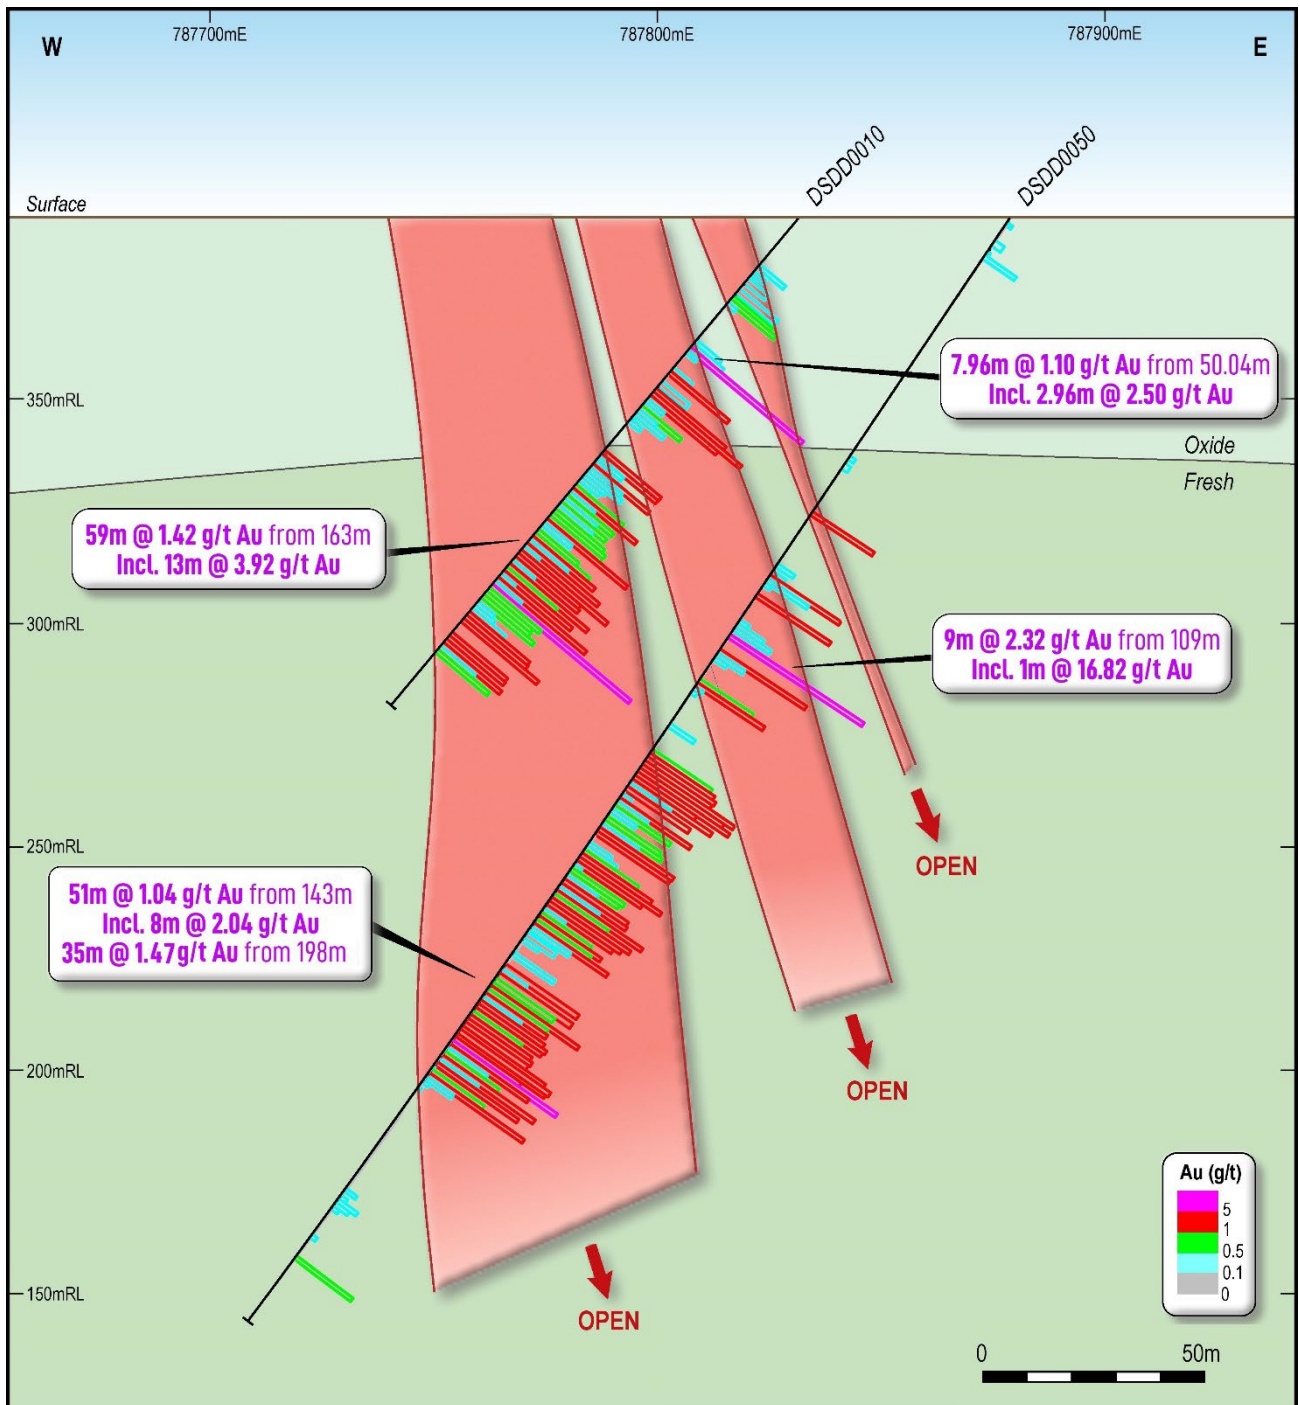 787700mE
787800mE
787900mE
W
E
DSDD0010
DSDD0050
Surface
7.96m @ 1.10 g/t Au from 50.04m
Incl. 2.96m @ 2.50 g/t Au
350mRL
Oxide
Fresh
59m @ 1.42 g/t Au from 163m
Incl. 13m @ 3.92 g/t Au
300mRL
9m @ 2.32 g/t Au from 109m
Incl. 1m @ 16.82 g/t Au
250mRL
OPEN
51m @ 1.04 g/t Au from 143m
Incl. 8m @ 2.04 g/t Au
35m @ 1.47g/t Au from 198m
200mRL
OPEN
Au (g/t)
5
1
0.5
0.1
0
150mRL
OPEN
0 50m